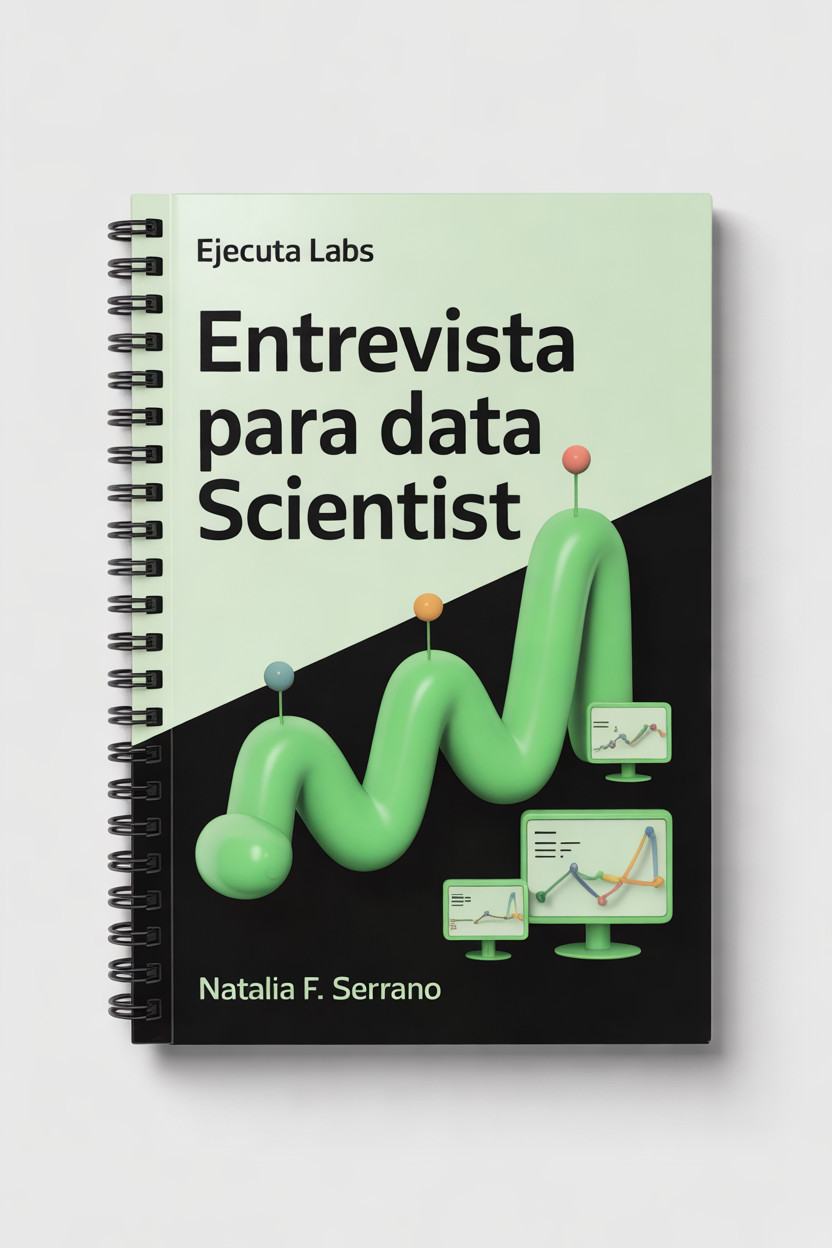 Ejecuta Labs
Entrevista
para data
Scientist
Natalia F. Serrano